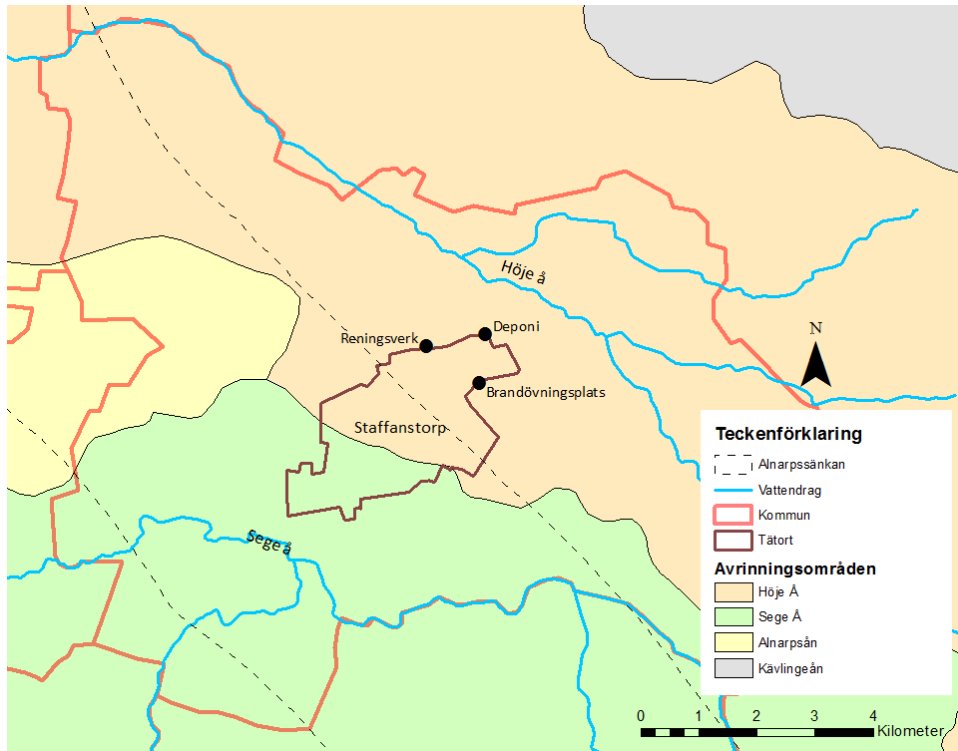 Höje å
Deponi
Reningsverk
Brandövningsplats
Staffanstorp
Sege å
N
Teckenförklaring
Alnarpssänkan
Vattendrag
Kommun
Tätort
Avrinningsområden
Höje Å
Sege Å
Alnarpsån
Kävlingeån
0 1 2 3 4
Kilometer